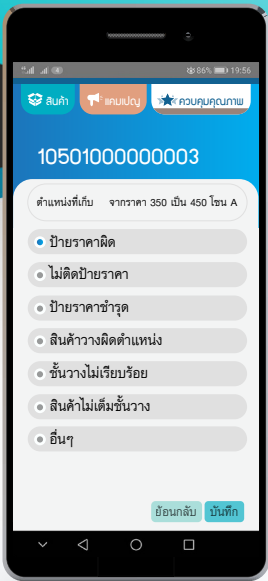 86% 19:56
สินค้า แคมเปญ ควบคุมคุณภาพ
10501000000003
ตำแหน่งที่เก็บ จากราคา 350 เป็น 450 โซน A
ป้ายราคาผิด
ไม่ติดป้ายราคา
ป้ายราคาชำรุด
สินค้าวางผิดตำแหน่ง
ชั้นวางไม่เรียบร้อย
สินค้าไม่เต็มชั้นวาง
อื่นๆ
ย้อนกลับ บันทึก